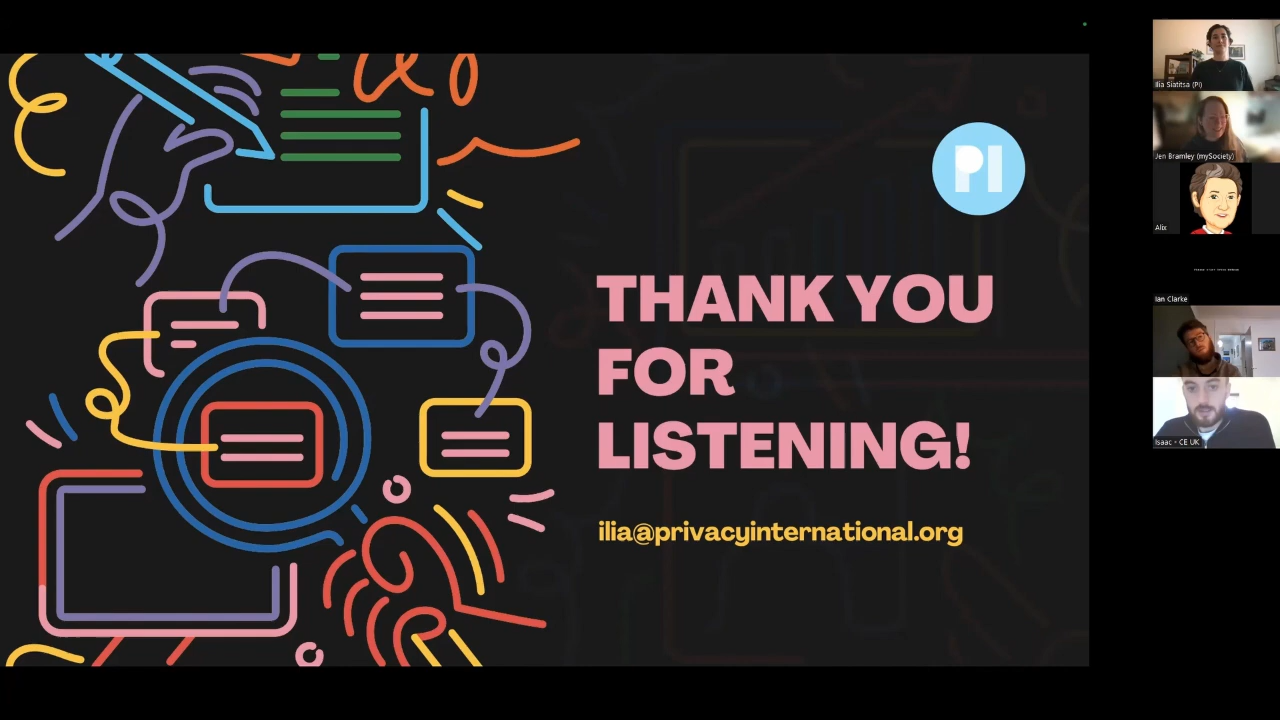 PI
THANK YOU
FOR
LISTENING!
ilia@privacyinternational.org
Ilia Siatitsa (PI)
Jen Bramley (mySociety)
Alix
Ian Clarke
Isaac - CE UK